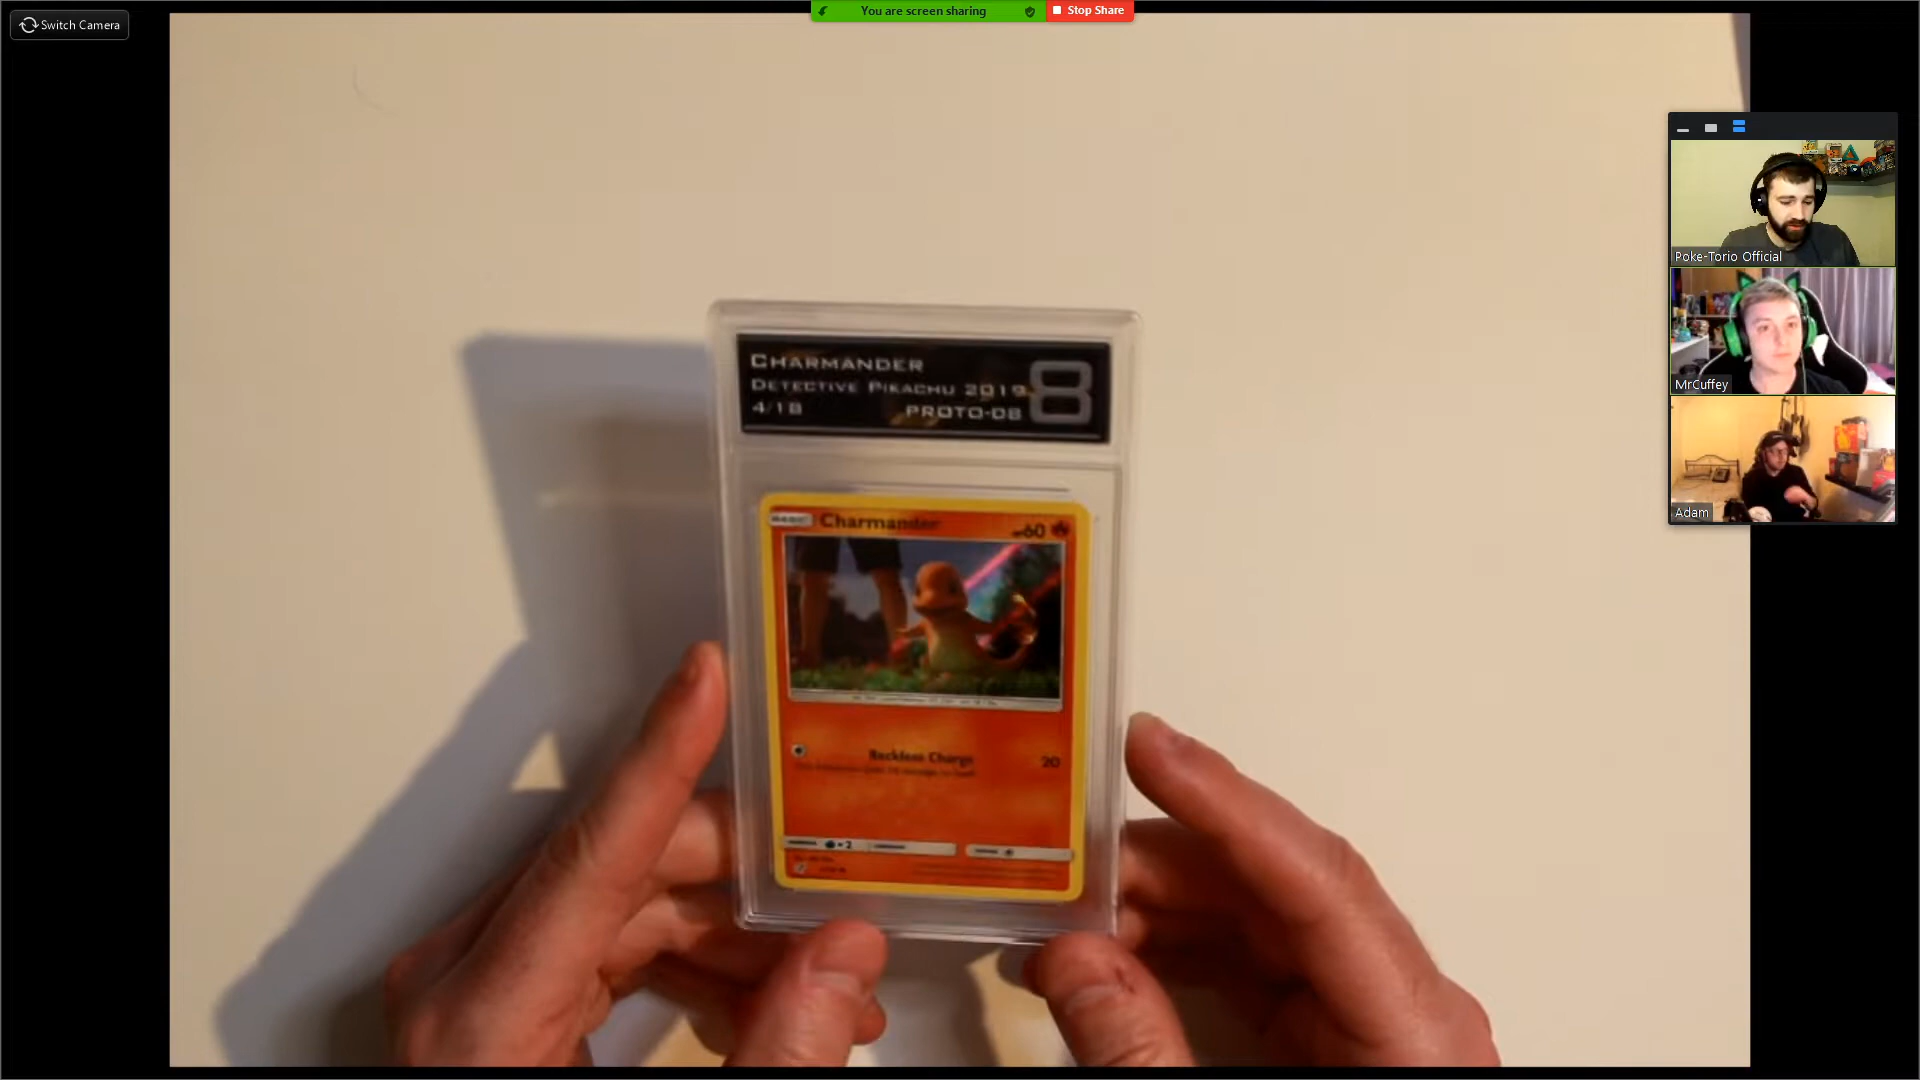 Switch Camera
You are screen sharing
Stop Share
CHARMANDER
DETECTIVE PIKACHU 2019
8
4/18
PROTO-08
BASIC
Charmander
60
Reckless Charge
20
Poke-Torio Official
MrCuffey
Adam